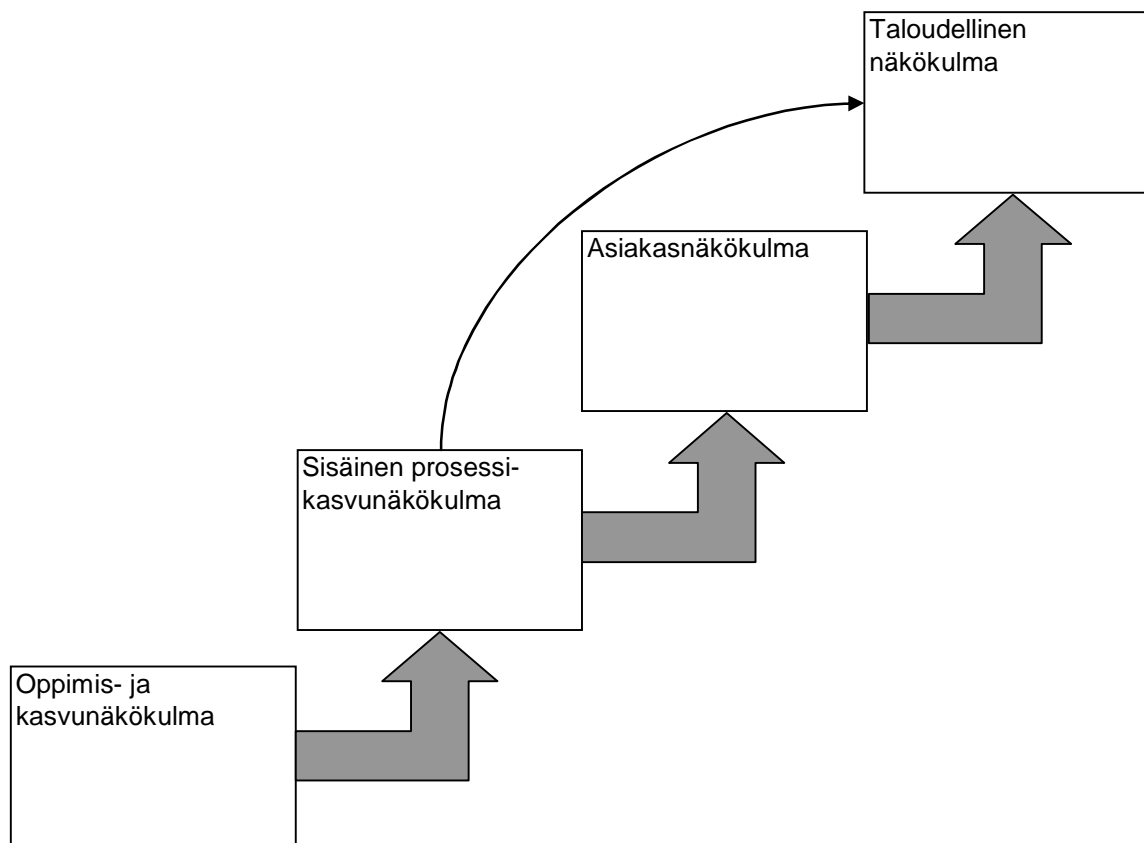 Taloudellinen
näkökulma
Asiakasnäkökulma
Sisäinen prosessi-
kasvunäkökulma
Oppimis- ja
kasvunäkökulma